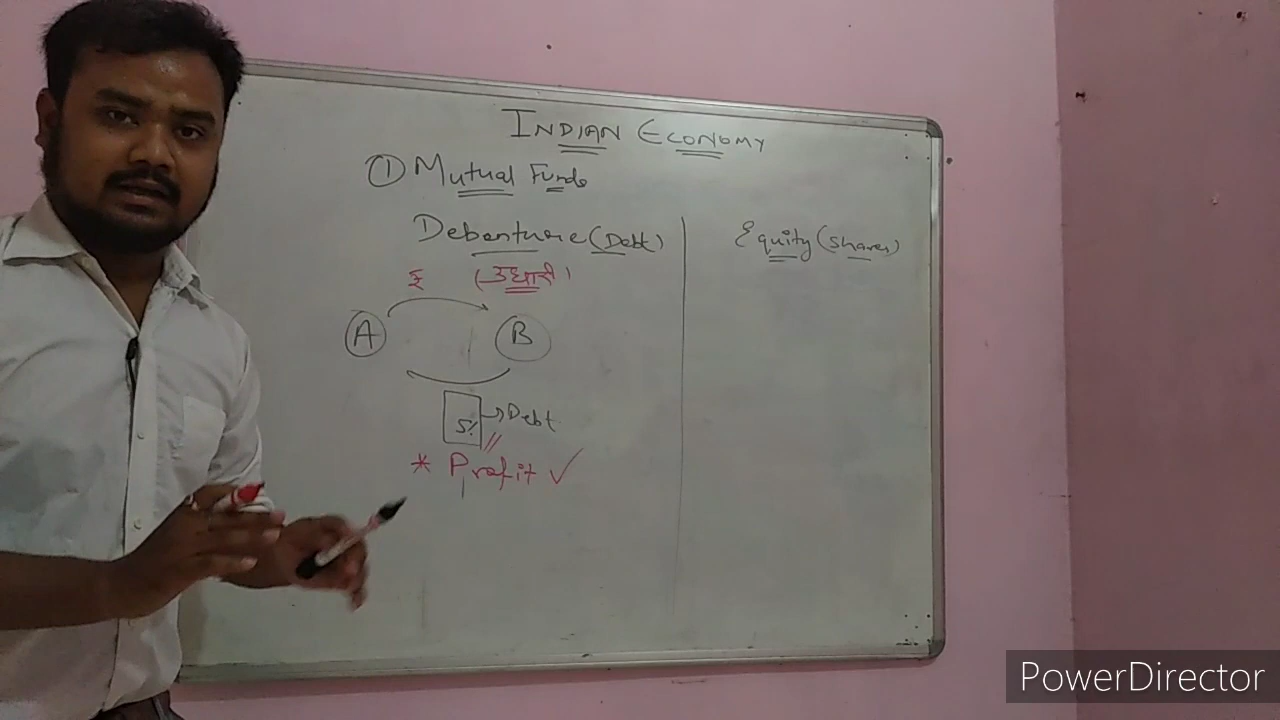 INDIAN ECONOMY
① Mutual Funds
Debenture (Debt)
Equity (Shares)
₹ (उधारी)
A B
5% → Debt
* Profit ✓
PowerDirector